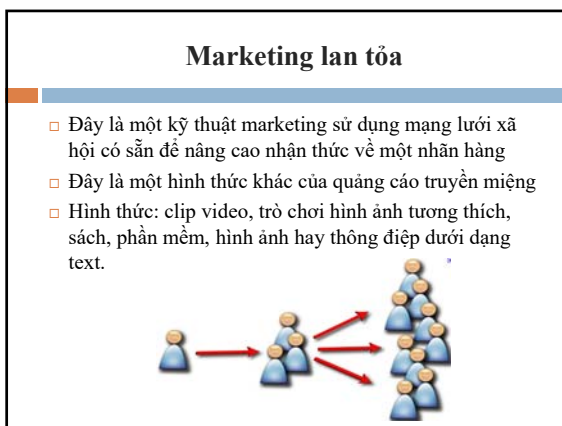 Marketing lan tỏa
□ Đây là một kỹ thuật marketing sử dụng mạng lưới xã
hội có sẵn để nâng cao nhận thức về một nhãn hàng
□ Đây là một hình thức khác của quảng cáo truyền miệng
□ Hình thức: clip video, trò chơi hình ảnh tương thích,
sách, phần mềm, hình ảnh hay thông điệp dưới dạng
text.